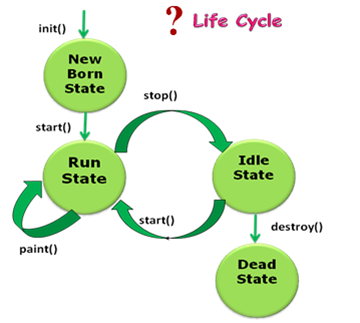 ? Life Cycle
init()
New
Born
State
stop()
start()
Run
State
Idle
State
start()
destroy()
paint()
Dead
State